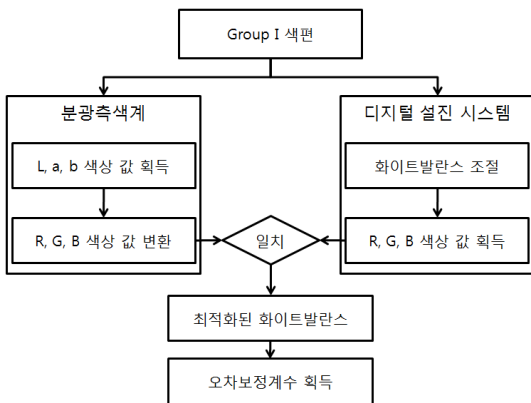 Group I 색편
분광측색계
L, a, b 색상 값 획득
R, G, B 색상 값 변환
디지털 설진 시스템
화이트발란스 조절
R, G, B 색상 값 획득
일치
최적화된 화이트발란스
오차보정계수 획득